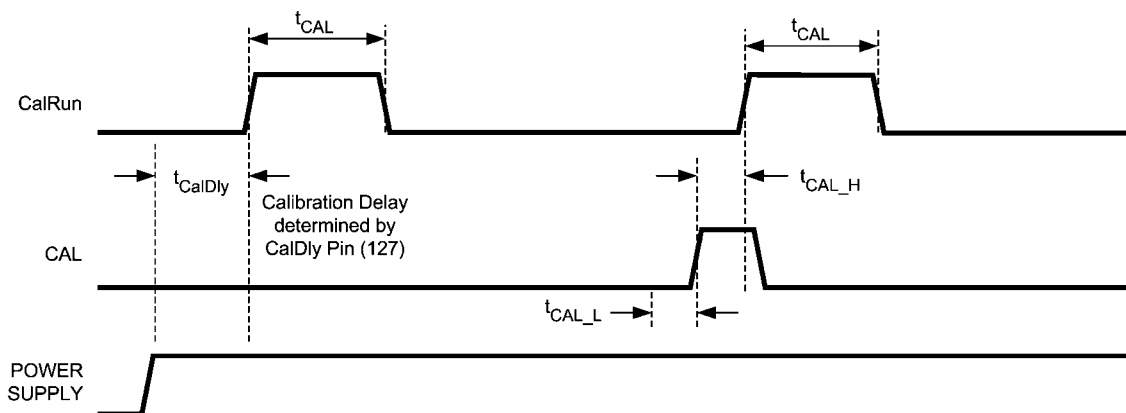 tCAL
tCAL
CalRun
tCalDly
tCAL_H
Calibration Delay
determined by
CalDly Pin (127)
CAL
tCAL_L
POWER
SUPPLY